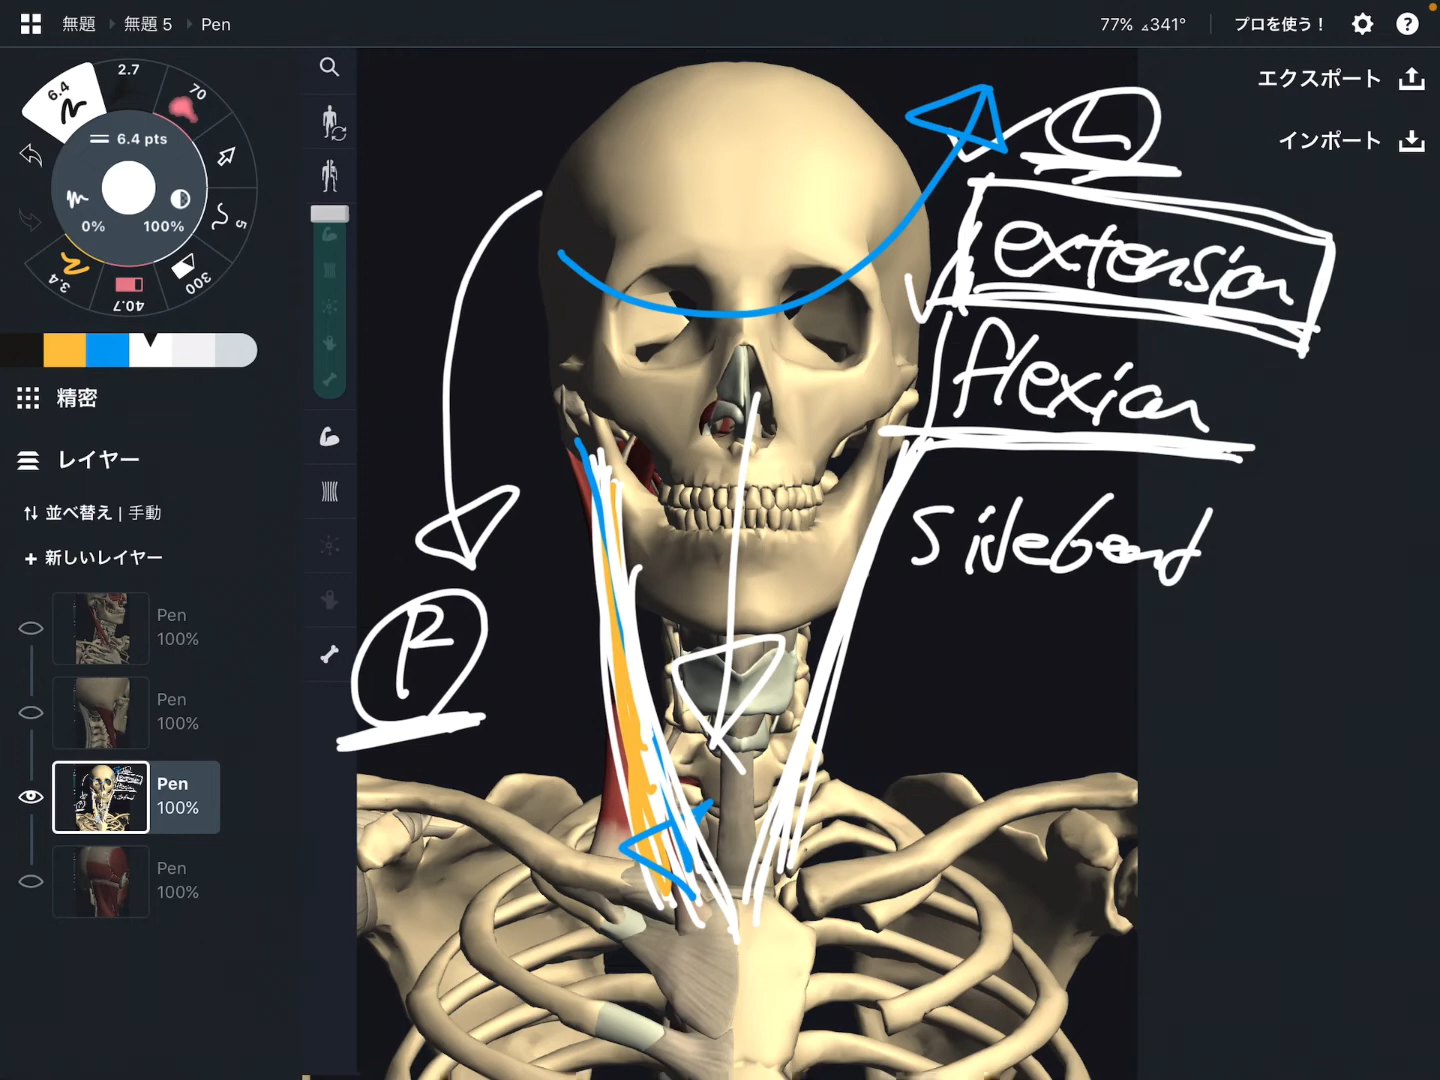 無題 無題 5 Pen
77% ⦟341° プロを使う!
エクスポート
インポート
6.4
2.7
70
6.4 pts
0% 100%
5
300
40.7
3.4
精密
レイヤー
並べ替え | 手動
+ 新しいレイヤー
Pen
100%
Pen
100%
Pen
100%
Pen
100%
L
extension
flexion
sidebend
R